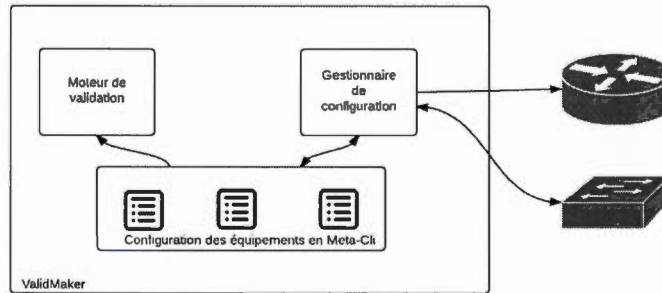 Moteur de
validation
Gestionnaire
de
configuration
Configuration des équipements en Meta-Cli
ValidMaker